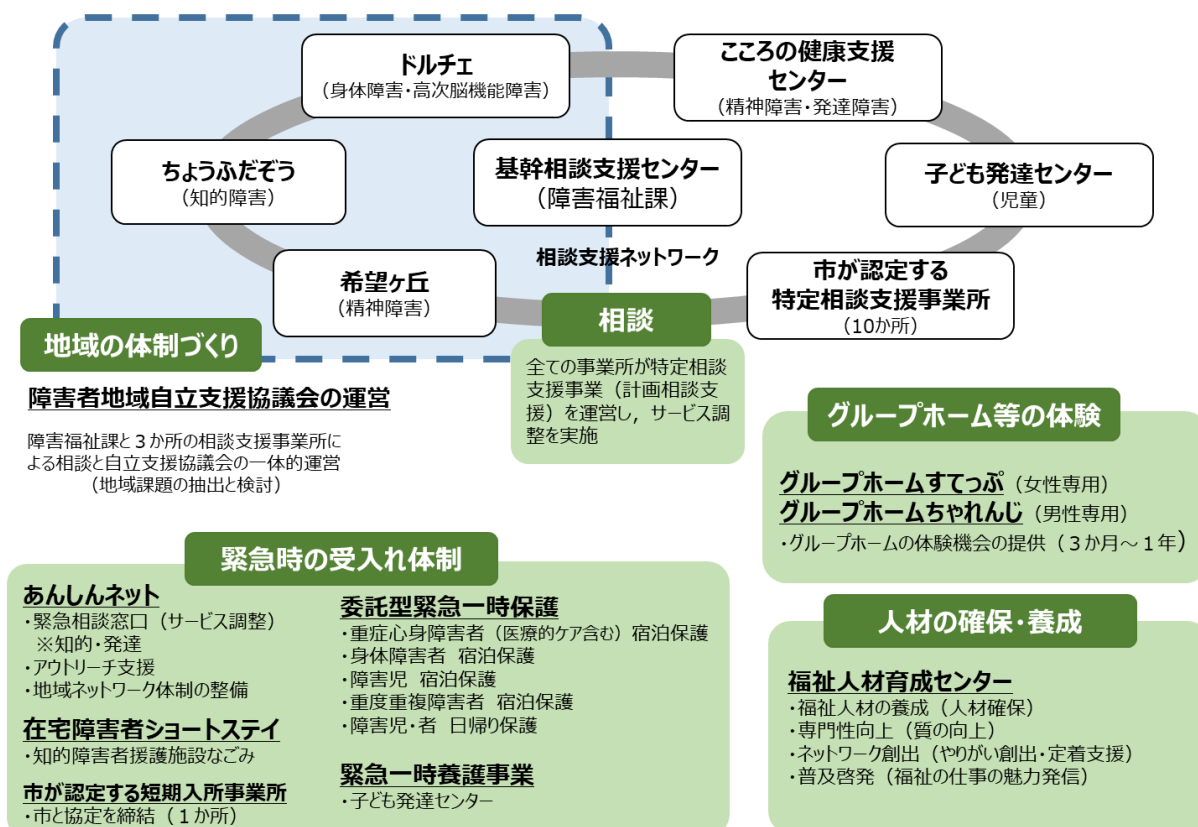 ドルチェ
（身体障害・高次脳機能障害）
こころの健康支援
センター
（精神障害・発達障害）
ちょうふだぞう
（知的障害）
基幹相談支援センター
（障害福祉課）
子ども発達センター
（児童）
相談支援ネットワーク
希望ヶ丘
（精神障害）
市が認定する
特定相談支援事業所
（10か所）
地域の体制づくり
障害者地域自立支援協議会の運営
障害福祉課と３か所の相談支援事業所に
よる相談と自立支援協議会の一体的運営
（地域課題の抽出と検討）
相談
全ての事業所が特定相談
支援事業（計画相談支
援）を運営し，サービス調
整を実施
グループホーム等の体験
グループホームすてっぷ（女性専用）
グループホームちゃれんじ（男性専用）
・グループホームの体験機会の提供（３か月～１年）
緊急時の受入れ体制
あんしんネット
・緊急相談窓口（サービス調整）
※知的・発達
・アウトリーチ支援
・地域ネットワーク体制の整備
在宅障害者ショートステイ
・知的障害者援護施設なごみ
市が認定する短期入所事業所
・市と協定を締結（１か所）
委託型緊急一時保護
・重症心身障害者（医療的ケア含む）宿泊保護
・身体障害者 宿泊保護
・障害児 宿泊保護
・重度重複障害者 宿泊保護
・障害児・者 日帰り保護
緊急一時養護事業
・子ども発達センター
人材の確保・養成
福祉人材育成センター
・福祉人材の養成（人材確保）
・専門性向上（質の向上）
・ネットワーク創出（やりがい創出・定着支援）
・普及啓発（福祉の仕事の魅力発信）